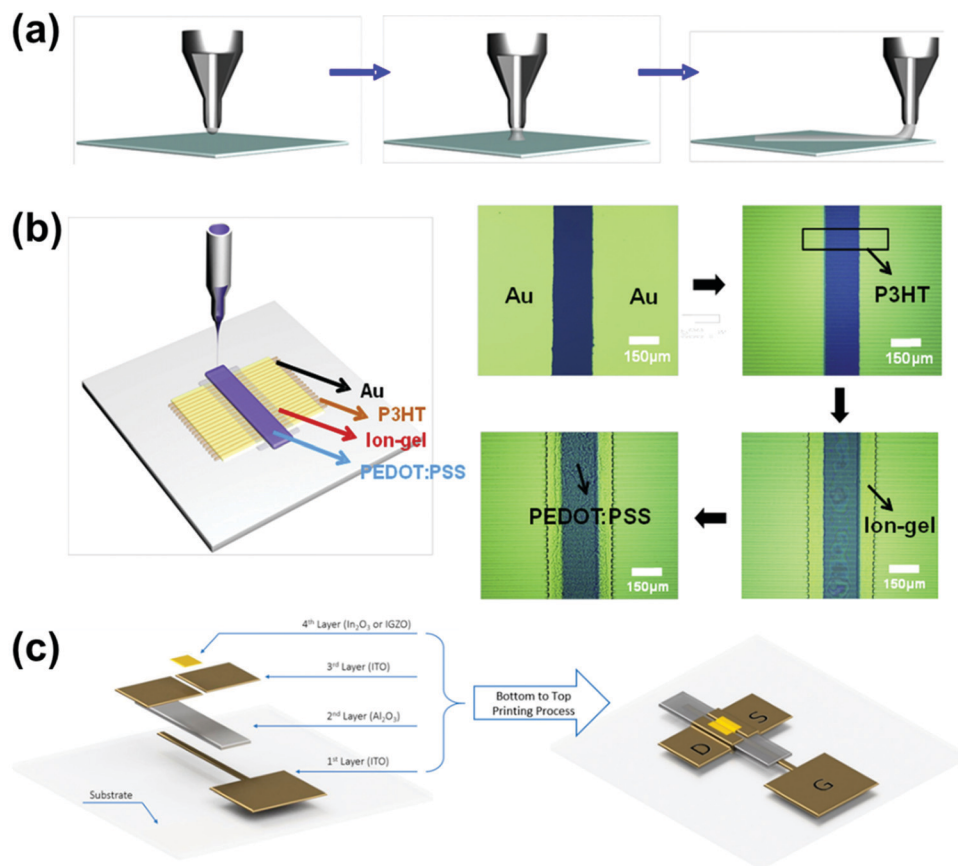 (a)
(b)
Au
P3HT
Ion-gel
PEDOT:PSS
Au
Au
150μm
P3HT
150μm
PEDOT:PSS
150μm
Ion-gel
150μm
(c)
4th Layer (In₂O₃ or IGZO)
3rd Layer (ITO)
2nd Layer (Al₂O₃)
1st Layer (ITO)
Substrate
Bottom to Top
Printing Process
S
D
G